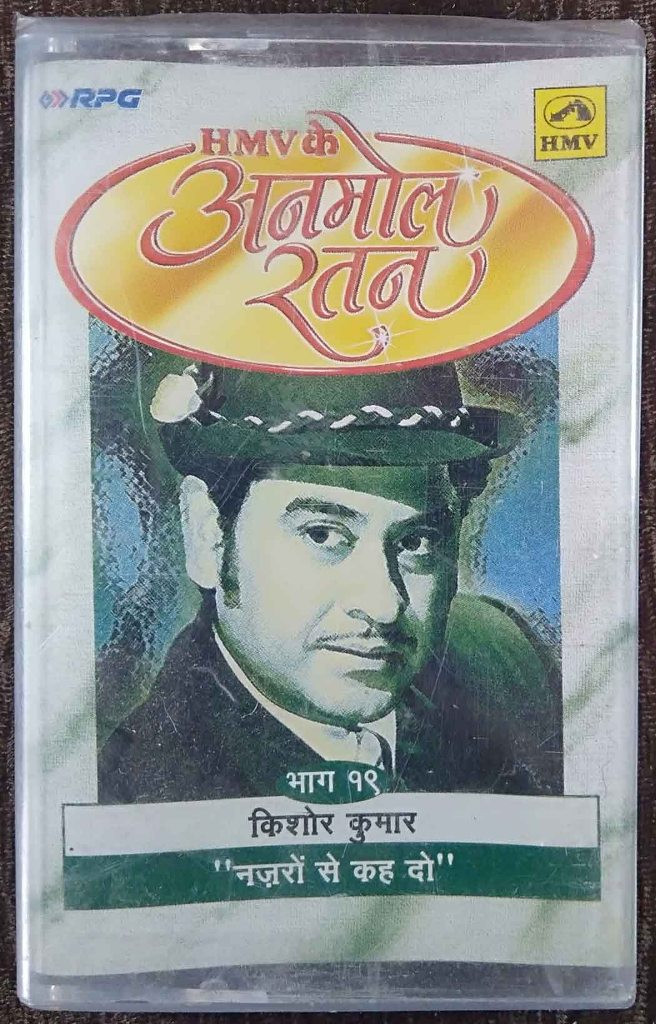 RPG
HMV
HMV के
अनमोल
रतन
भाग १९
किशोर कुमार
"नज़रों से कह दो"